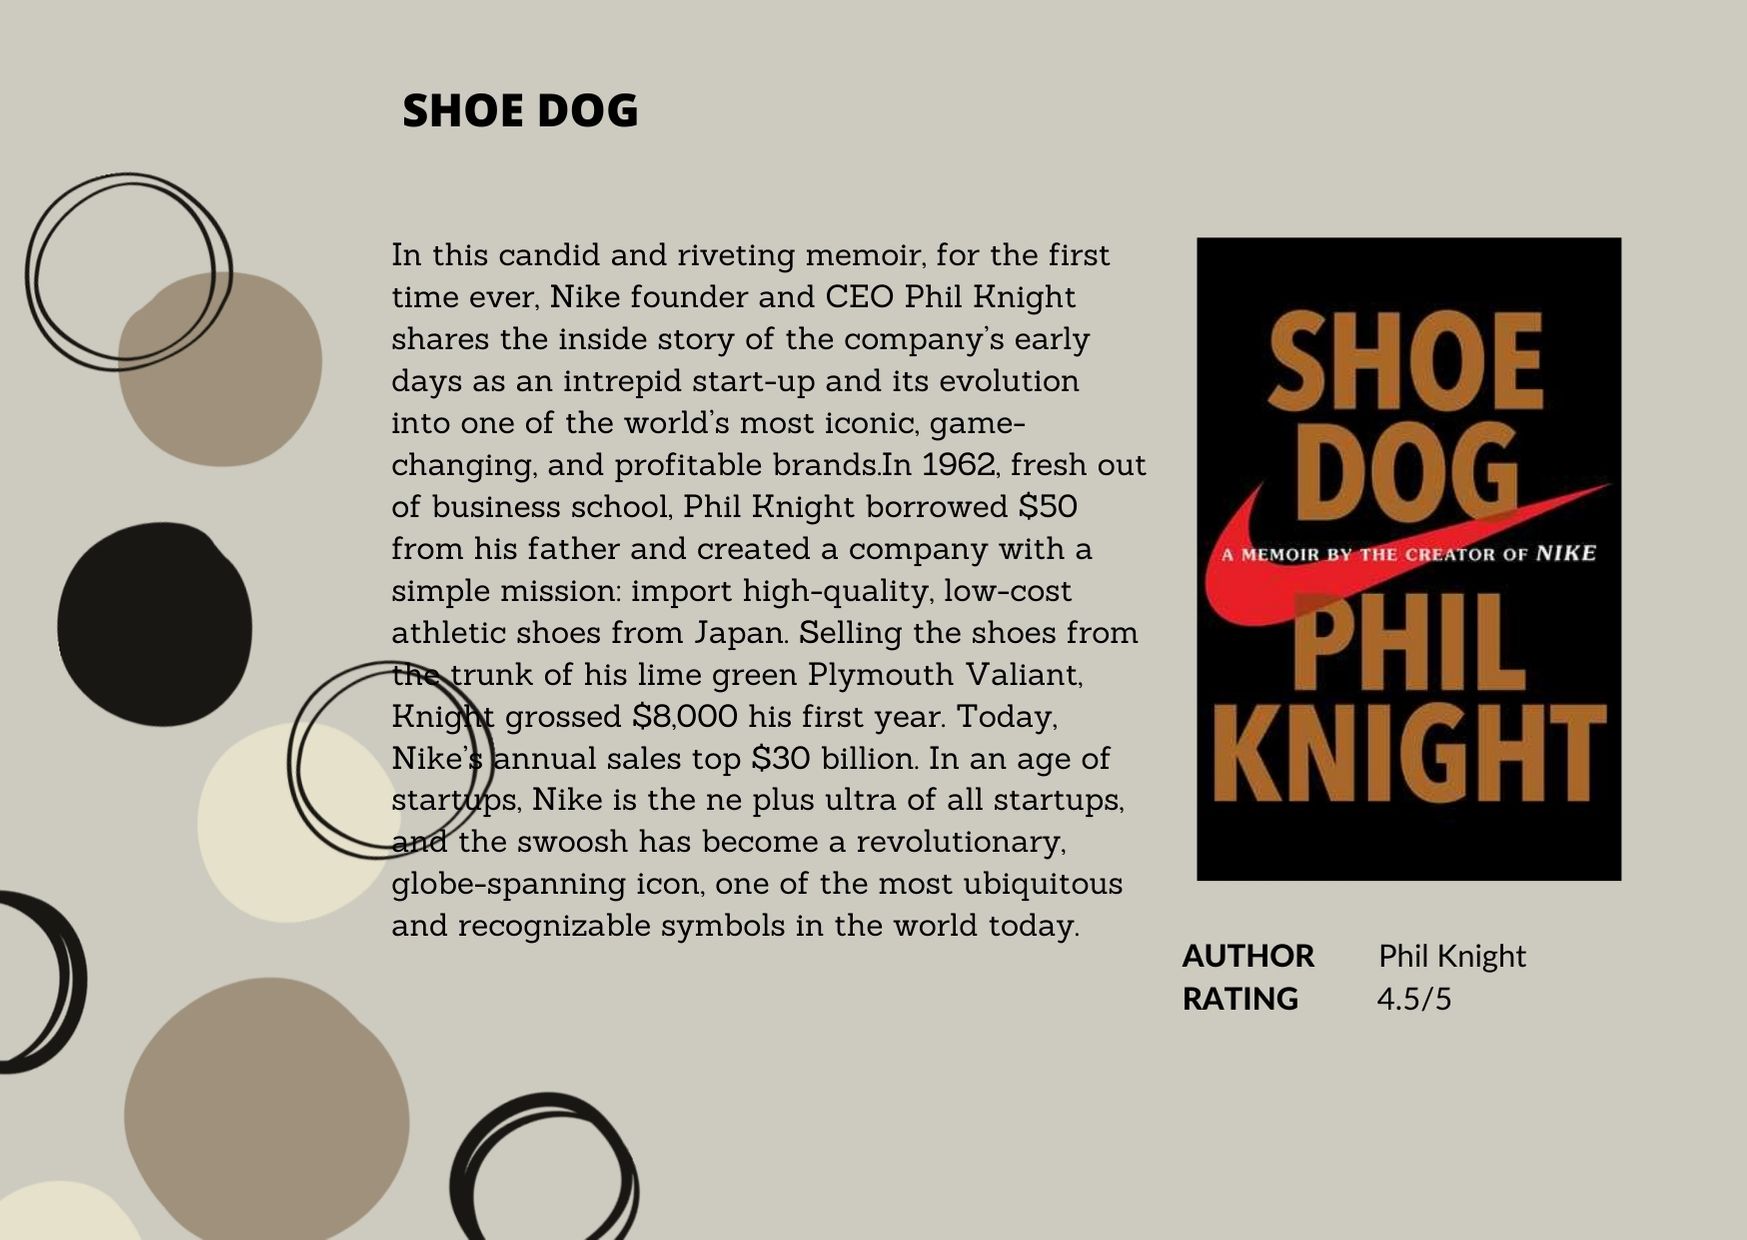 SHOE DOG
In this candid and riveting memoir, for the first
time ever, Nike founder and CEO Phil Knight
shares the inside story of the company’s early
days as an intrepid start-up and its evolution
into one of the world’s most iconic, game-
changing, and profitable brands.In 1962, fresh out
of business school, Phil Knight borrowed $50
from his father and created a company with a
simple mission: import high-quality, low-cost
athletic shoes from Japan. Selling the shoes from
the trunk of his lime green Plymouth Valiant,
Knight grossed $8,000 his first year. Today,
Nike’s annual sales top $30 billion. In an age of
startups, Nike is the ne plus ultra of all startups,
and the swoosh has become a revolutionary,
globe-spanning icon, one of the most ubiquitous
and recognizable symbols in the world today.
SHOE
DOG
A MEMOIR BY THE CREATOR OF NIKE
PHIL
KNIGHT
AUTHOR Phil Knight
RATING 4.5/5